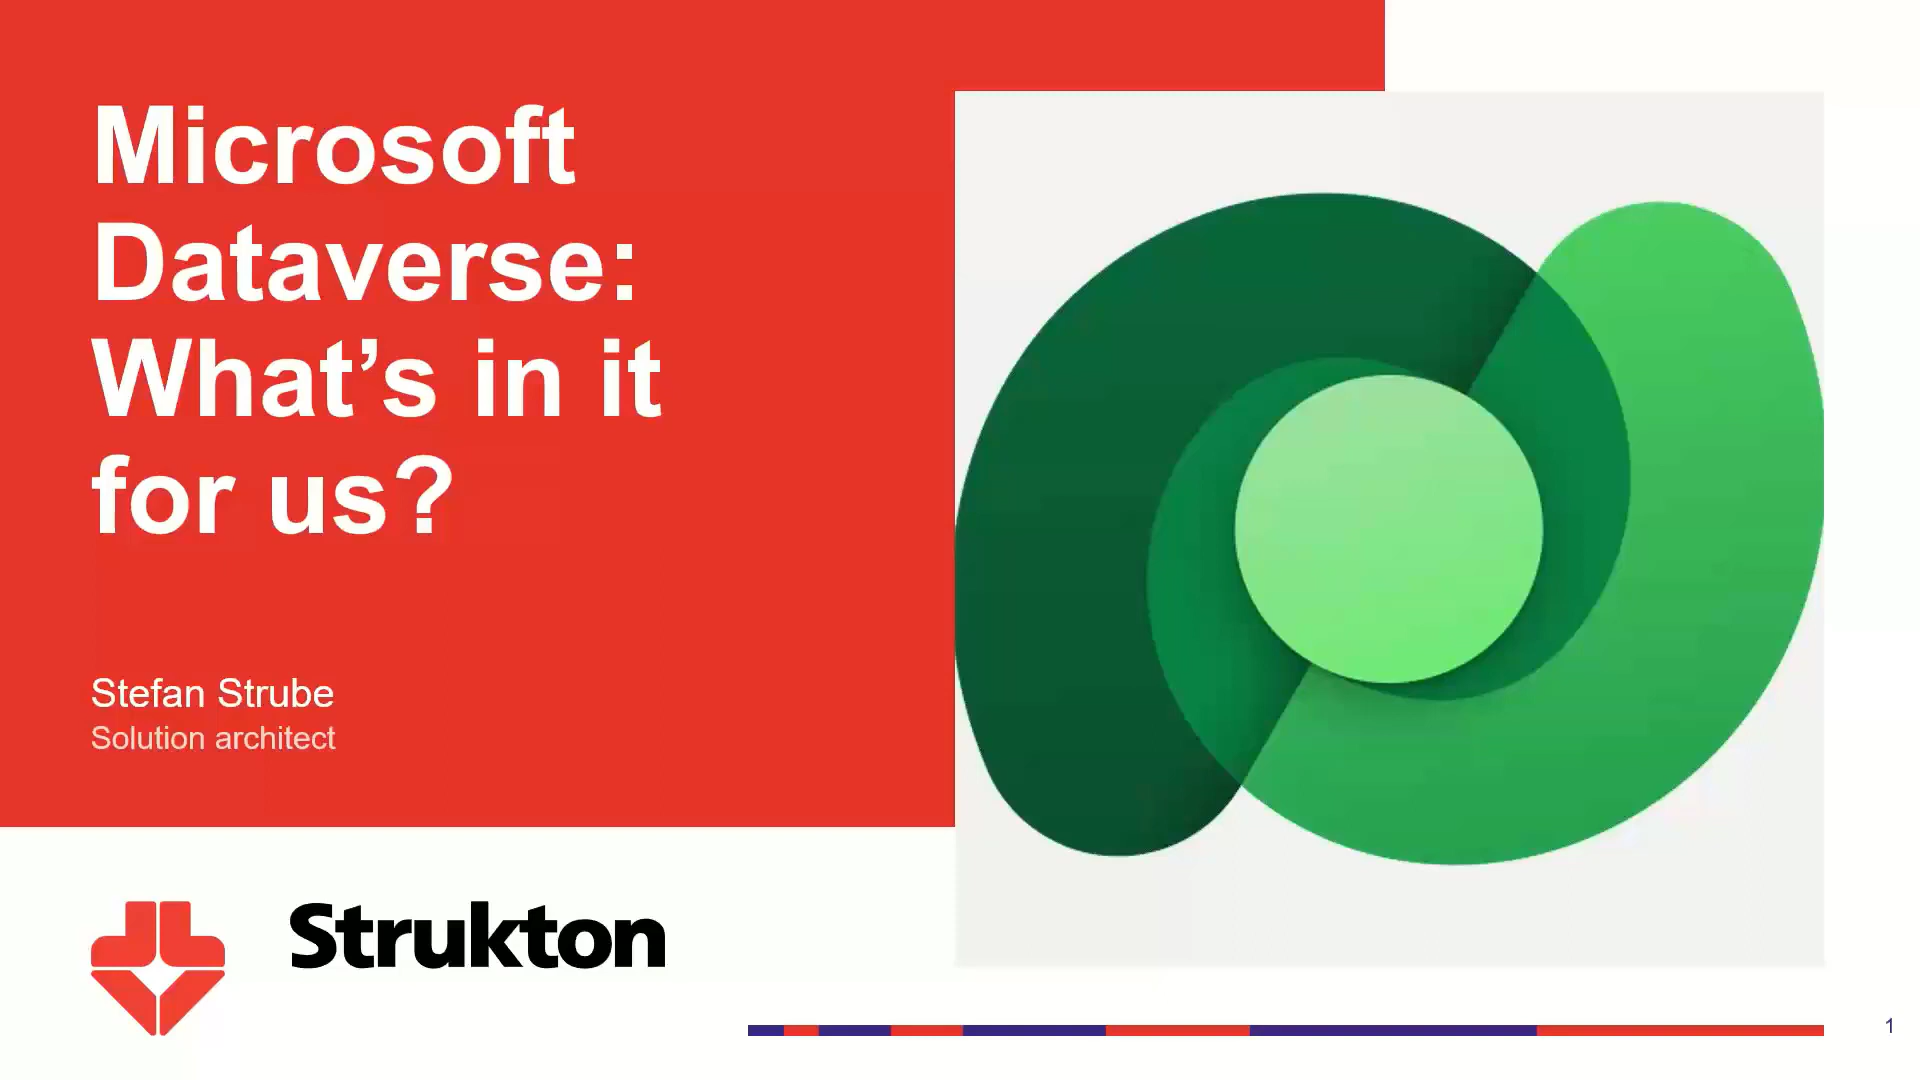 Microsoft
Dataverse:
What’s in it
for us?
Stefan Strube
Solution architect
Strukton
1